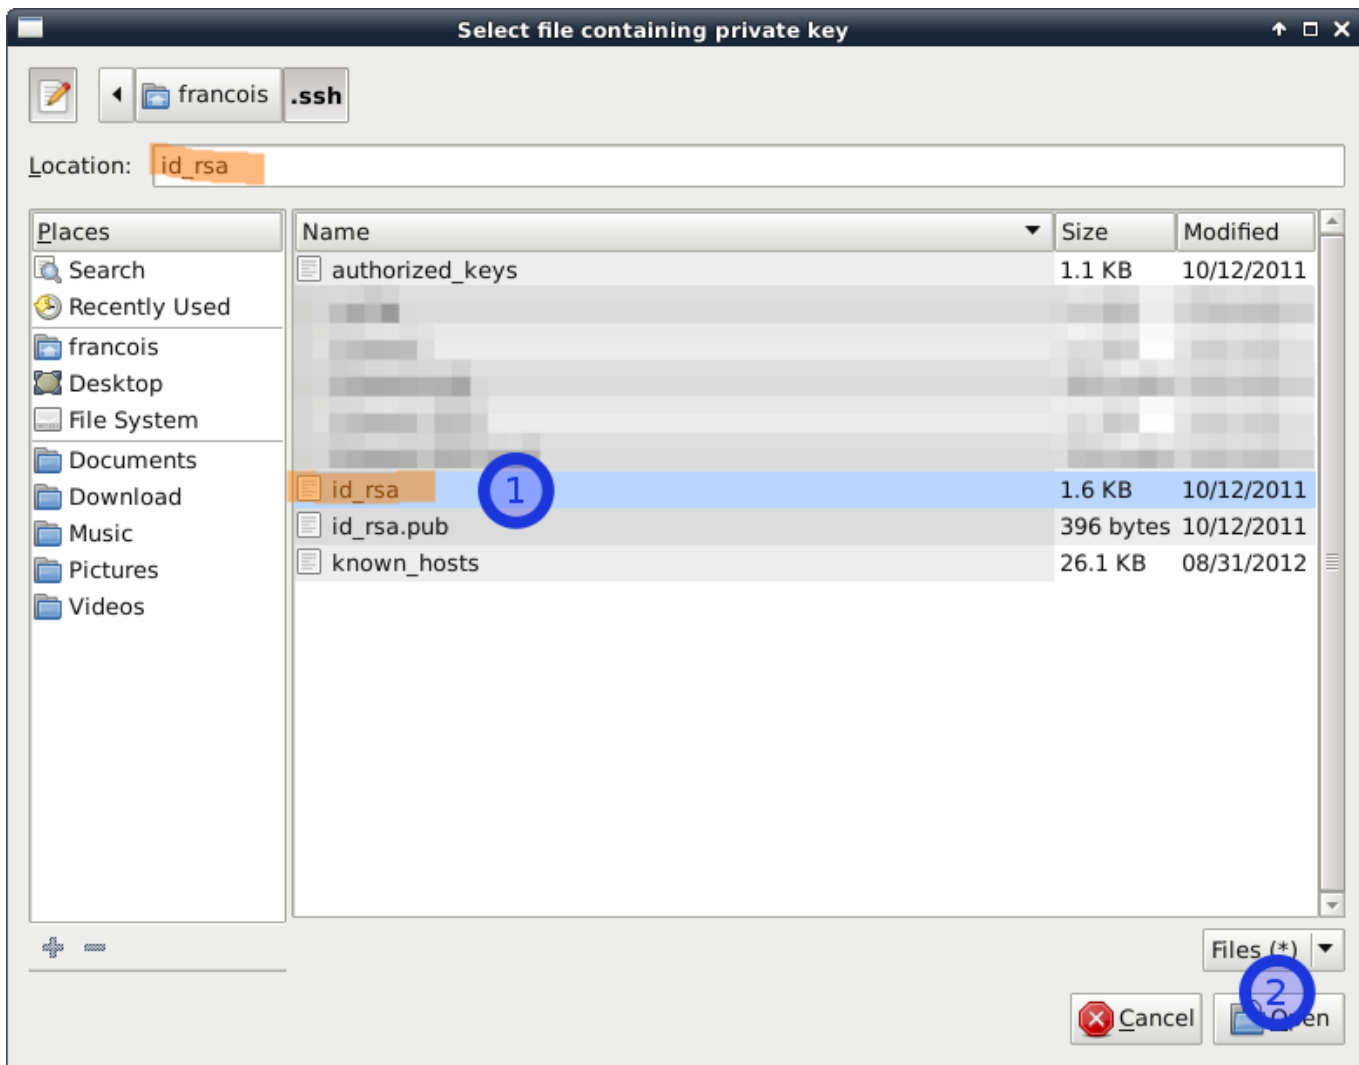 Select file containing private key
francois .ssh
Location: id_rsa
Places Name Size Modified
Search authorized_keys 1.1 KB 10/12/2011
Recently Used
francois
Desktop
File System
Documents
Download id_rsa 1 1.6 KB 10/12/2011
Music id_rsa.pub 396 bytes 10/12/2011
Pictures known_hosts 26.1 KB 08/31/2012
Videos
Files (*)
2
Cancel Open